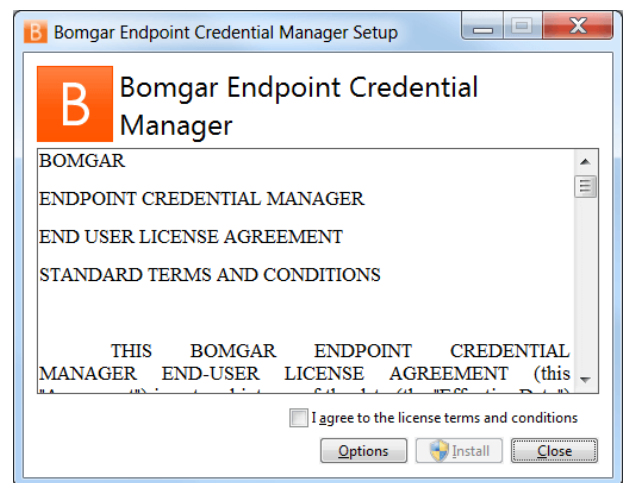 Bomgar Endpoint Credential Manager Setup
B
Bomgar Endpoint Credential
Manager
BOMGAR
ENDPOINT CREDENTIAL MANAGER
END USER LICENSE AGREEMENT
STANDARD TERMS AND CONDITIONS
THIS BOMGAR ENDPOINT CREDENTIAL
MANAGER END-USER LICENSE AGREEMENT (this
I agree to the license terms and conditions
Options Install Close